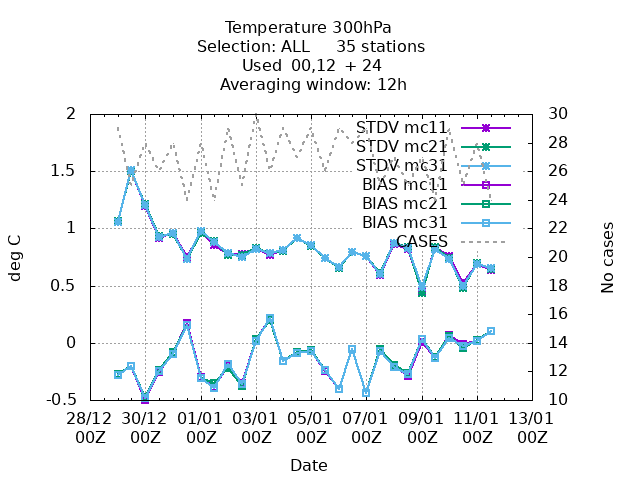 Temperature 300hPa
Selection: ALL     35 stations
Used  00,12  + 24
Averaging window: 12h
2
1.5
1
0.5
0
-0.5
deg C
30
28
26
24
22
20
18
16
14
12
10
No cases
STDV mc11
STDV mc21
STDV mc31
BIAS mc11
BIAS mc21
BIAS mc31
CASES
28/12 30/12 01/01 03/01 05/01 07/01 09/01 11/01 13/01
00Z 00Z 00Z 00Z 00Z 00Z 00Z 00Z 00Z
Date